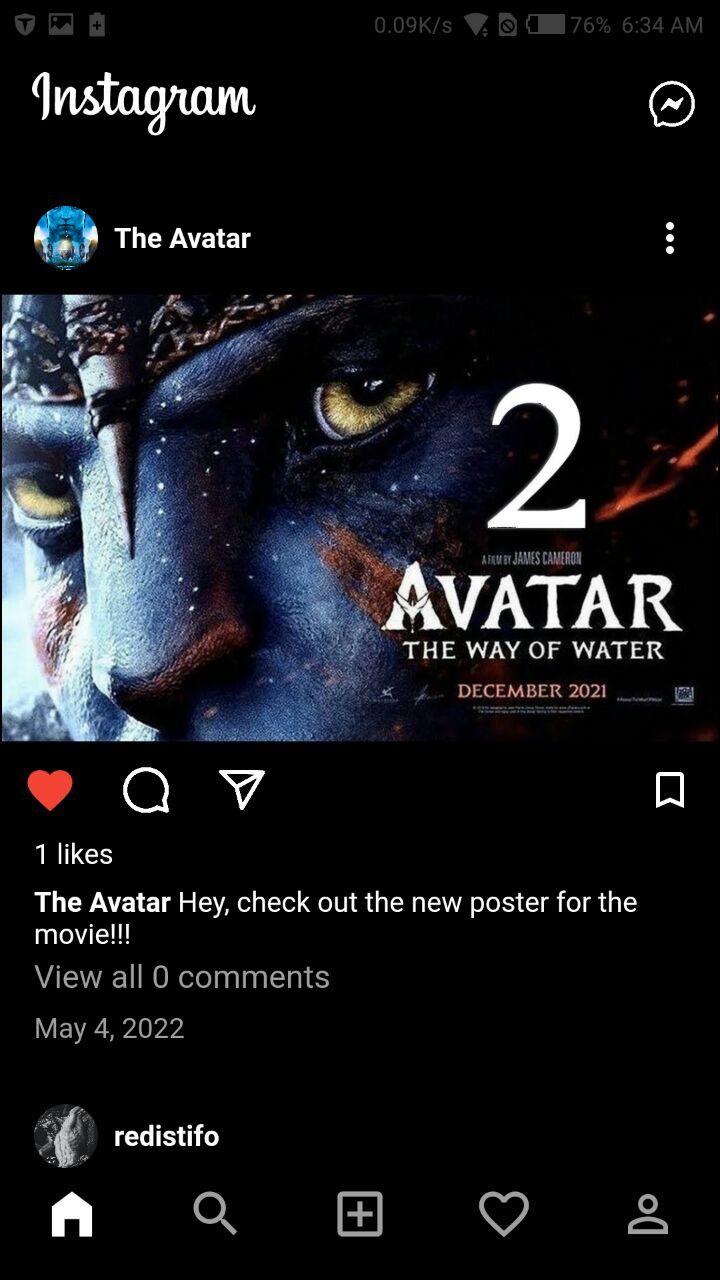 0.09K/s 76% 6:34 AM
Instagram
The Avatar
2
A FILM BY JAMES CAMERON
AVATAR
THE WAY OF WATER
DECEMBER 2021
1 likes
The Avatar Hey, check out the new poster for the
movie!!!
View all 0 comments
May 4, 2022
redistifo